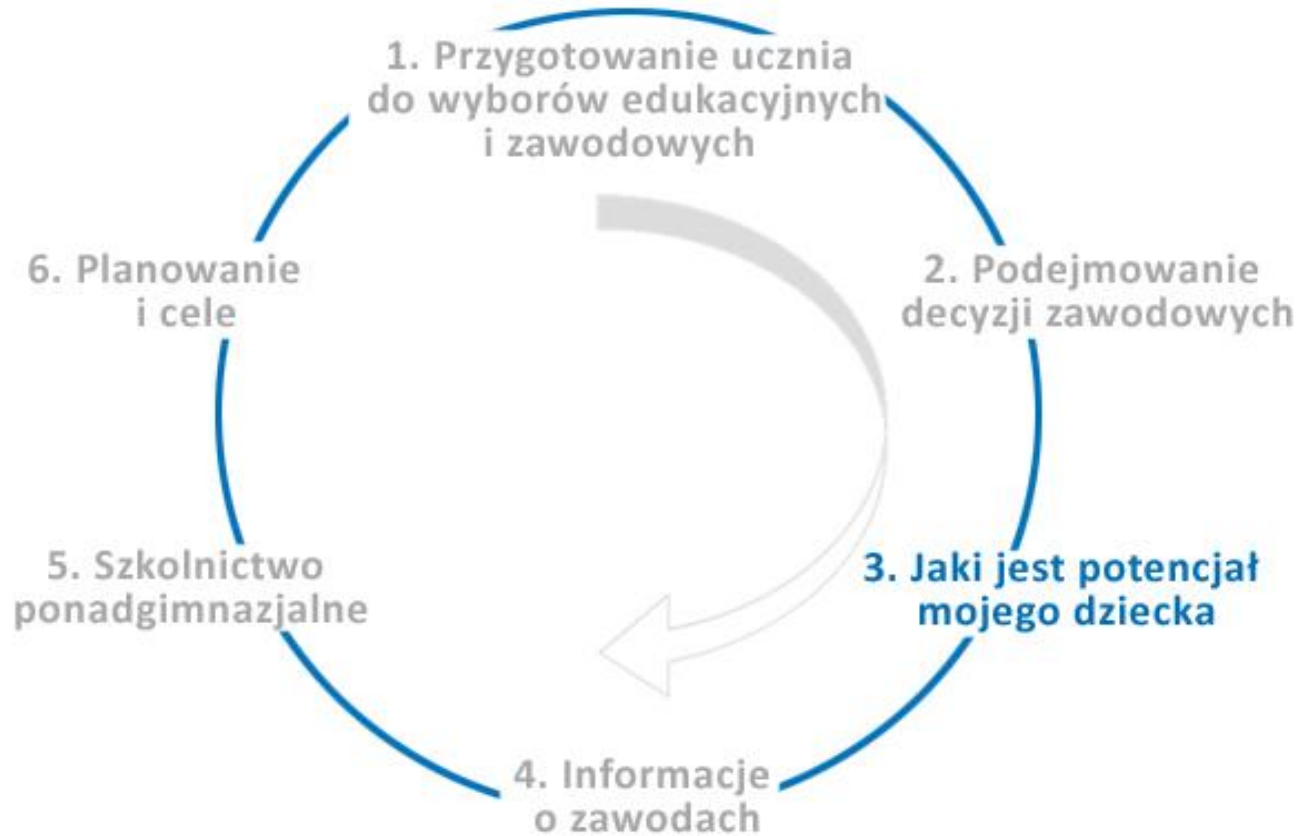 1. Przygotowanie ucznia
do wyborów edukacyjnych
i zawodowych
2. Podejmowanie
decyzji zawodowych
3. Jaki jest potencjał
mojego dziecka
4. Informacje
o zawodach
5. Szkolnictwo
ponadgimnazjalne
6. Planowanie
i cele